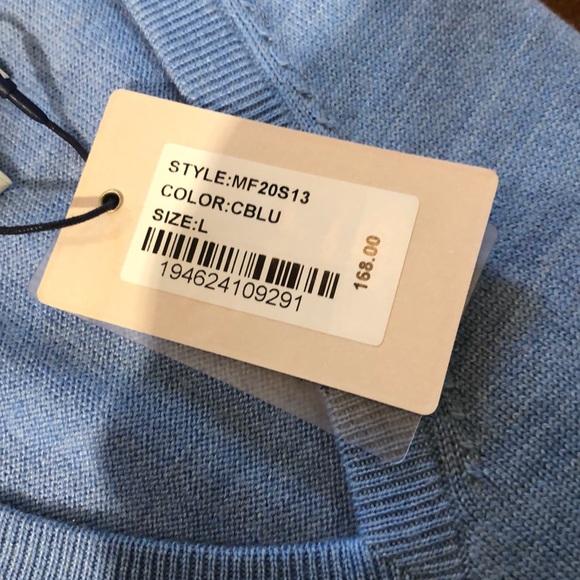 STYLE:MF20S13
COLOR:CBLU
SIZE:L
194624109291
168.00